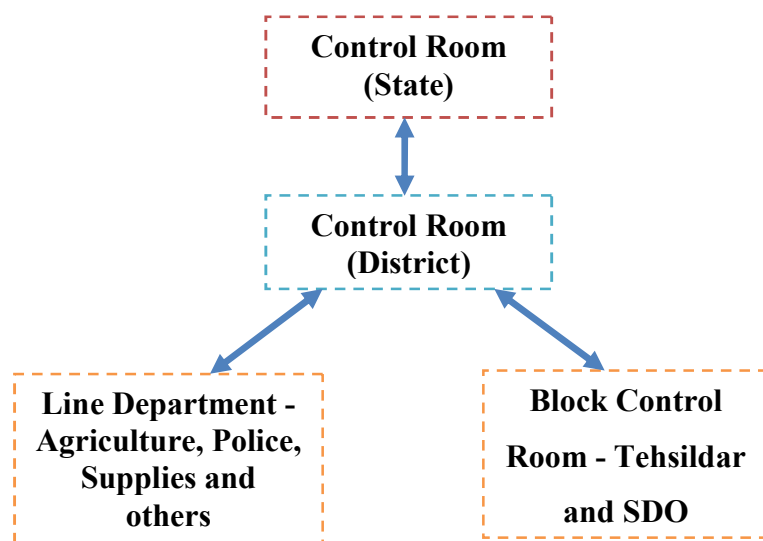 Control Room
(State)
Control Room
(District)
Line Department -
Agriculture, Police,
Supplies and
others
Block Control
Room - Tehsildar
and SDO